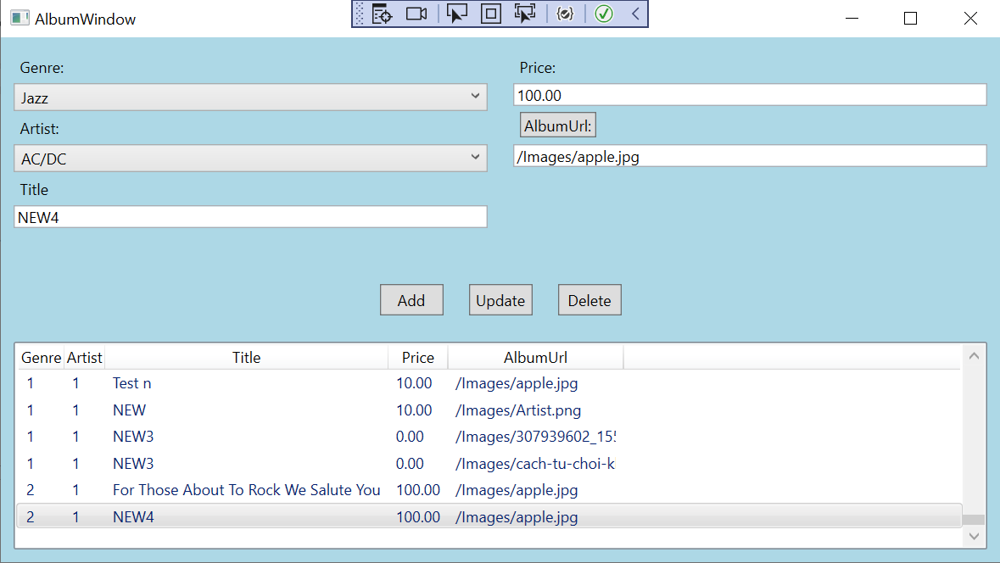 AlbumWindow
Genre:
Jazz
Artist:
AC/DC
Title
NEW4
Price:
100.00
AlbumUrl:
/Images/apple.jpg
Add Update Delete
Genre Artist Title Price AlbumUrl
1 1 Test n 10.00 /Images/apple.jpg
1 1 NEW 10.00 /Images/Artist.png
1 1 NEW3 0.00 /Images/307939602_15
1 1 NEW3 0.00 /Images/cach-tu-choi-k
2 1 For Those About To Rock We Salute You 100.00 /Images/apple.jpg
2 1 NEW4 100.00 /Images/apple.jpg